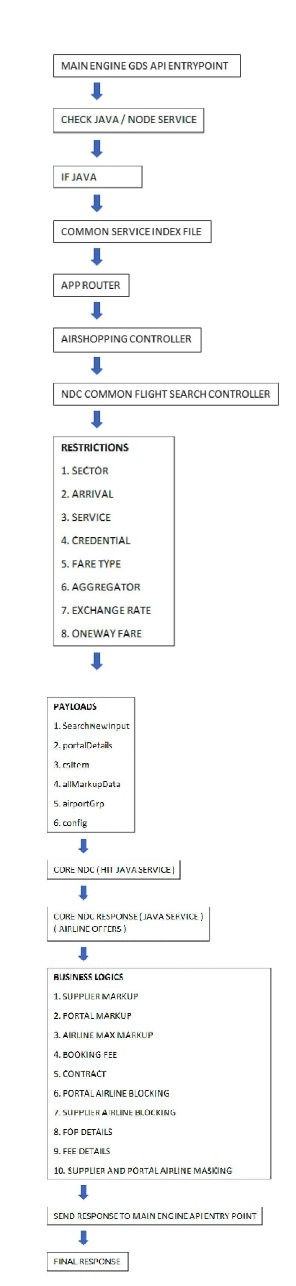 MAIN ENGINE GDS API ENTRYPOINT
CHECK JAVA / NODE SERVICE
IF JAVA
COMMON SERVICE INDEX FILE
APP ROUTER
AIRSHOPPING CONTROLLER
NDC COMMON FLIGHT SEARCH CONTROLLER
RESTRICTIONS
1. SECTOR
2. ARRIVAL
3. SERVICE
4. CREDENTIAL
5. FARE TYPE
6. AGGREGATOR
7. EXCHANGE RATE
8. ONEWAY FARE
PAYLOADS
1. SearchNewInput
2. portalDetails
3. csItem
4. allMarkupData
5. airportGrp
6. config
CORE NDC ( HIT JAVA SERVICE )
CORE NDC RESPONSE ( JAVA SERVICE )
( AIRLINE OFFERS )
BUSINESS LOGICS
1. SUPPLIER MARKUP
2. PORTAL MARKUP
3. AIRLINE MAX MARKUP
4. BOOKING FEE
5. CONTRACT
6. PORTAL AIRLINE BLOCKING
7. SUPPLIER AIRLINE BLOCKING
8. FOP DETAILS
9. FEE DETAILS
10. SUPPLIER AND PORTAL AIRLINE MASKING
SEND RESPONSE TO MAIN ENGINE API ENTRY POINT
FINAL RESPONSE